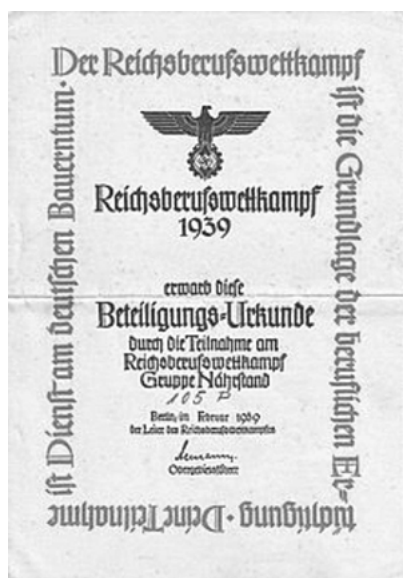 Der Reichsberufswettkampf
ist die Grundlage der beruflichen Er=
tüchtigung · Deine Teilnahme
ist Dienst am deutschen Bauerntum ·
Reichsberufswettkampf
1939
erwarb diese
Beteiligungs=Urkunde
durch die Teilnahme am
Reichsberufswettkampf
Gruppe Nährstand
105 P
Berlin, im Februar 1939
der Leiter des Reichsberufswettkampfes
Obergebietsführer